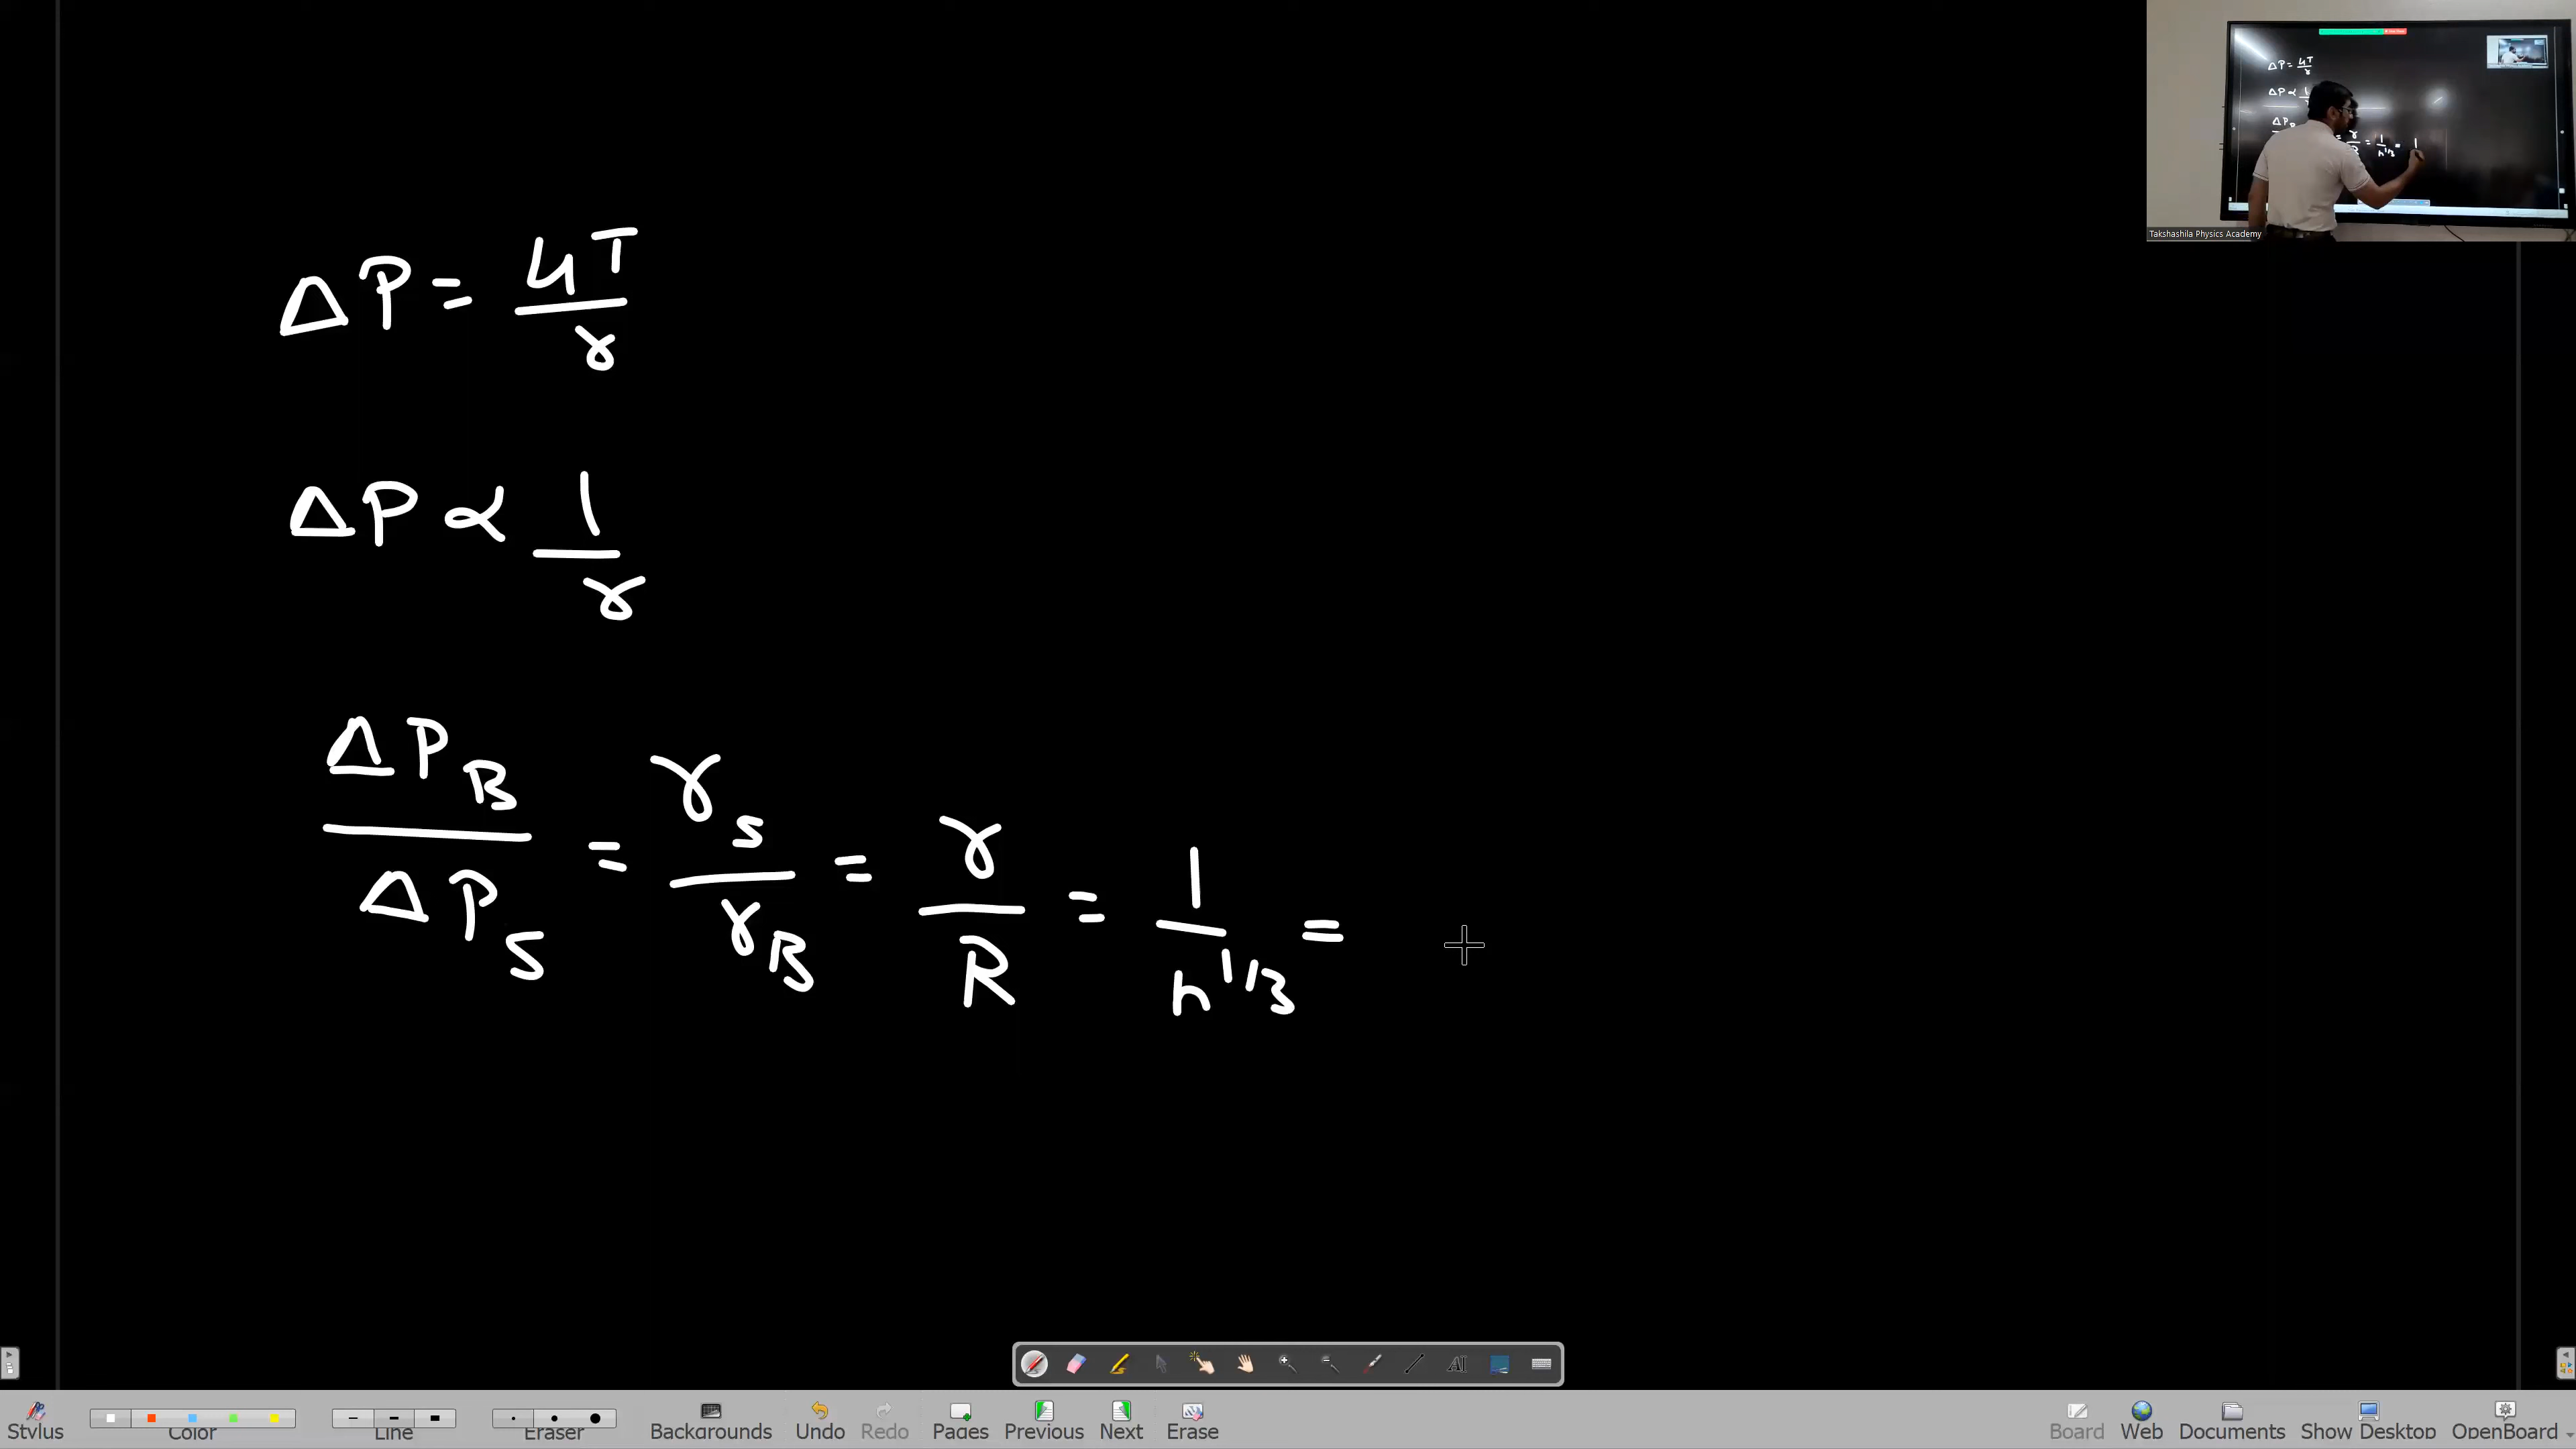 Takshashila Physics Academy
ΔP = 4T/r
ΔP ∝ 1/r
ΔP_B/ΔP_S = r_s/r_B = r/R = 1/n^1/3 =
Stylus Color Line Eraser Backgrounds Undo Redo Pages Previous Next Erase Board Web Documents Show Desktop OpenBoard